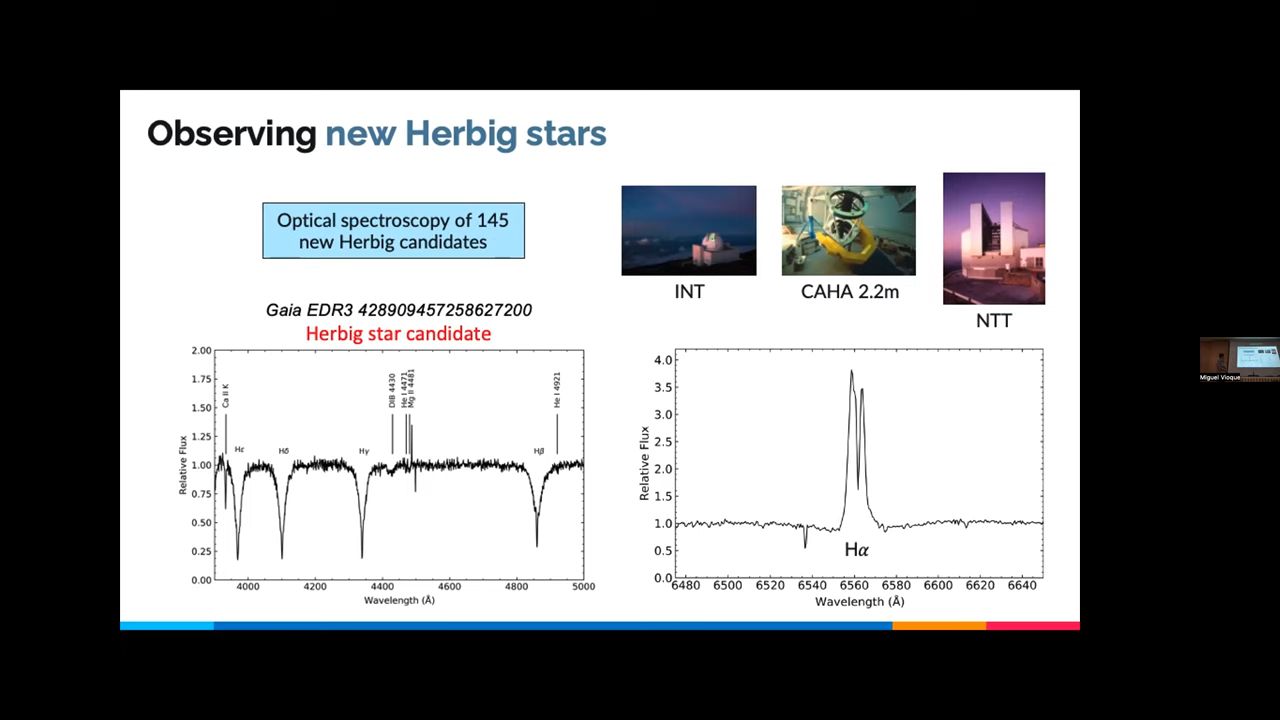 Observing new Herbig stars
Optical spectroscopy of 145
new Herbig candidates
INT
CAHA 2.2m
NTT
Gaia EDR3 428909457258627200
Herbig star candidate
2.00
1.75
1.50
1.25
1.00
0.75
0.50
0.25
0.00
Relative Flux
Ca II K
Hε
Hδ
Hγ
DIB 4430
He I 4471
Mg II 4481
Hβ
He I 4921
4000
4200
4400
4600
4800
5000
Wavelength (Å)
4.0
3.5
3.0
2.5
2.0
1.5
1.0
0.5
0.0
Relative Flux
Hα
6480
6500
6520
6540
6560
6580
6600
6620
6640
Wavelength (Å)
Miguel Vioque